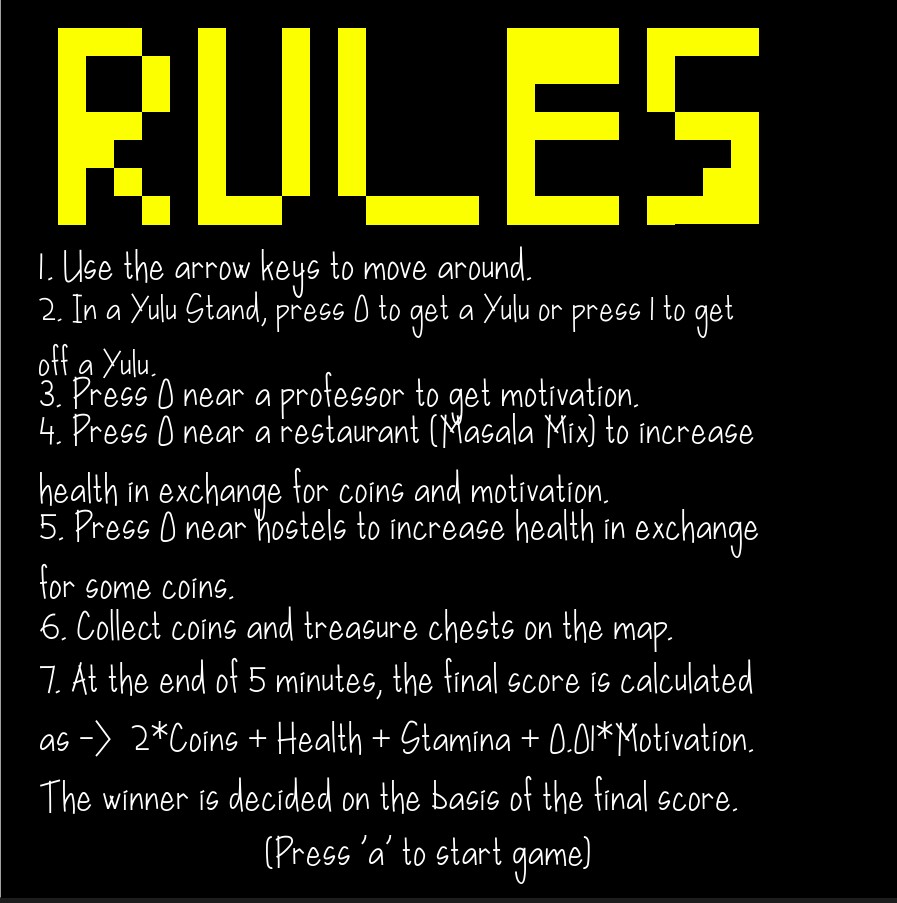 RULES
1. Use the arrow keys to move around.
2. In a Yulu Stand, press 0 to get a Yulu or press 1 to get
off a Yulu.
3. Press 0 near a professor to get motivation.
4. Press 0 near a restaurant (Masala Mix) to increase
health in exchange for coins and motivation.
5. Press 0 near hostels to increase health in exchange
for some coins.
6. Collect coins and treasure chests on the map.
7. At the end of 5 minutes, the final score is calculated
as -> 2*Coins + Health + Stamina + 0.01*Motivation.
The winner is decided on the basis of the final score.
(Press 'a' to start game)